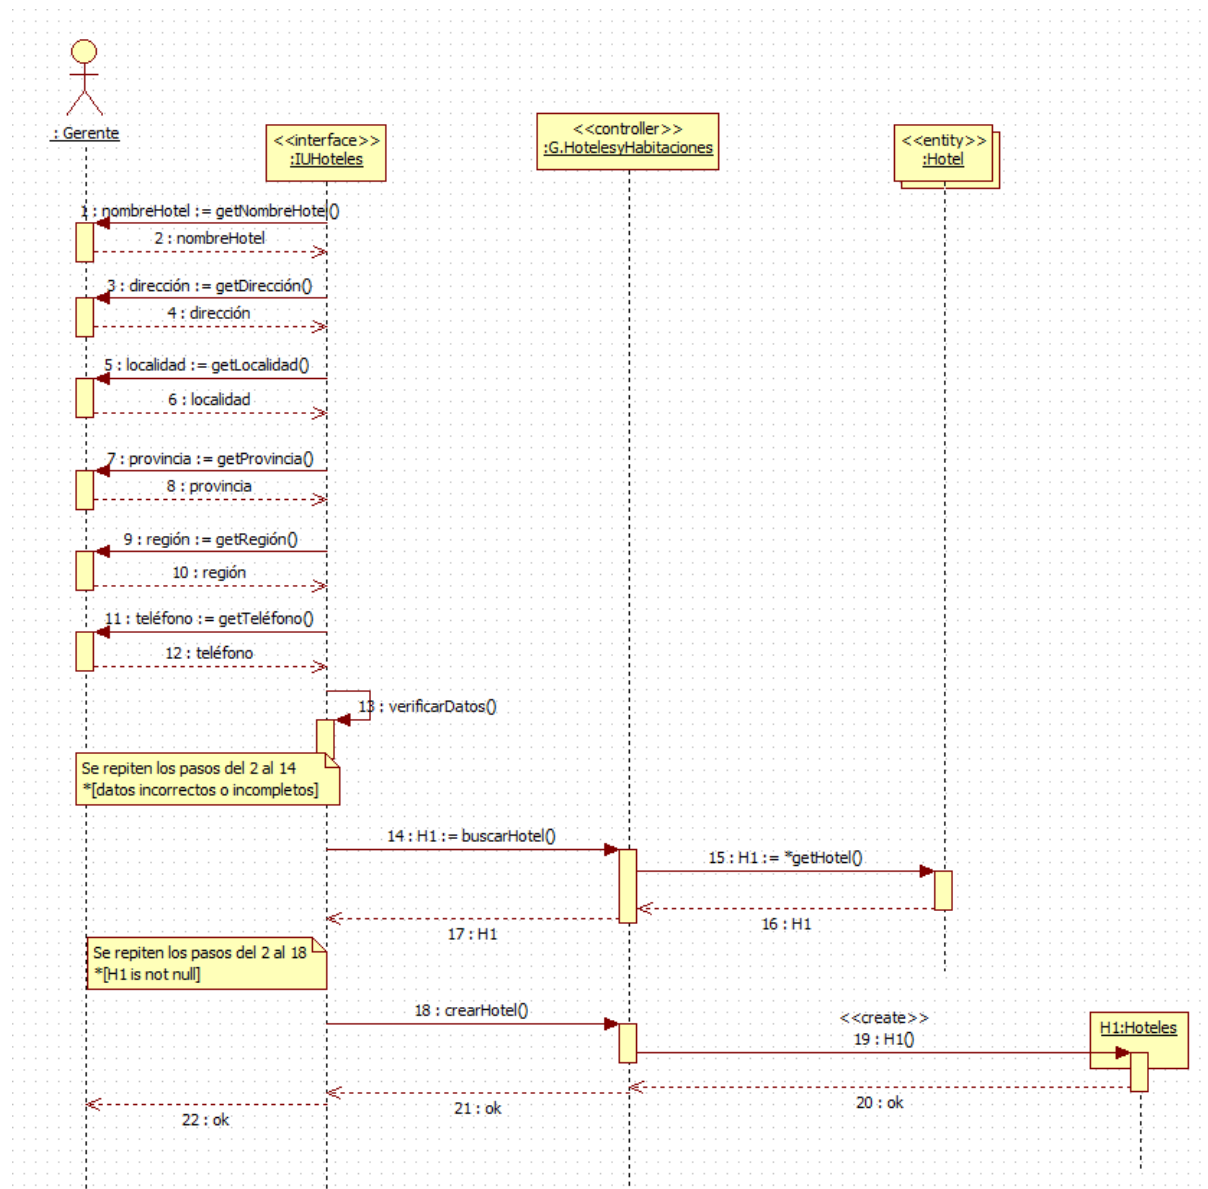 : Gerente
<<interface>>
:IUHoteles
<<controller>>
:G.HotelesyHabitaciones
<<entity>>
:Hotel
1 : nombreHotel := getNombreHotel()
2 : nombreHotel
3 : dirección := getDirección()
4 : dirección
5 : localidad := getLocalidad()
6 : localidad
7 : provincia := getProvincia()
8 : provincia
9 : región := getRegión()
10 : región
11 : teléfono := getTeléfono()
12 : teléfono
13 : verificarDatos()
Se repiten los pasos del 2 al 14
*[datos incorrectos o incompletos]
14 : H1 := buscarHotel()
15 : H1 := *getHotel()
16 : H1
17 : H1
Se repiten los pasos del 2 al 18
*[H1 is not null]
18 : crearHotel()
<<create>>
19 : H1()
H1:Hoteles
20 : ok
21 : ok
22 : ok